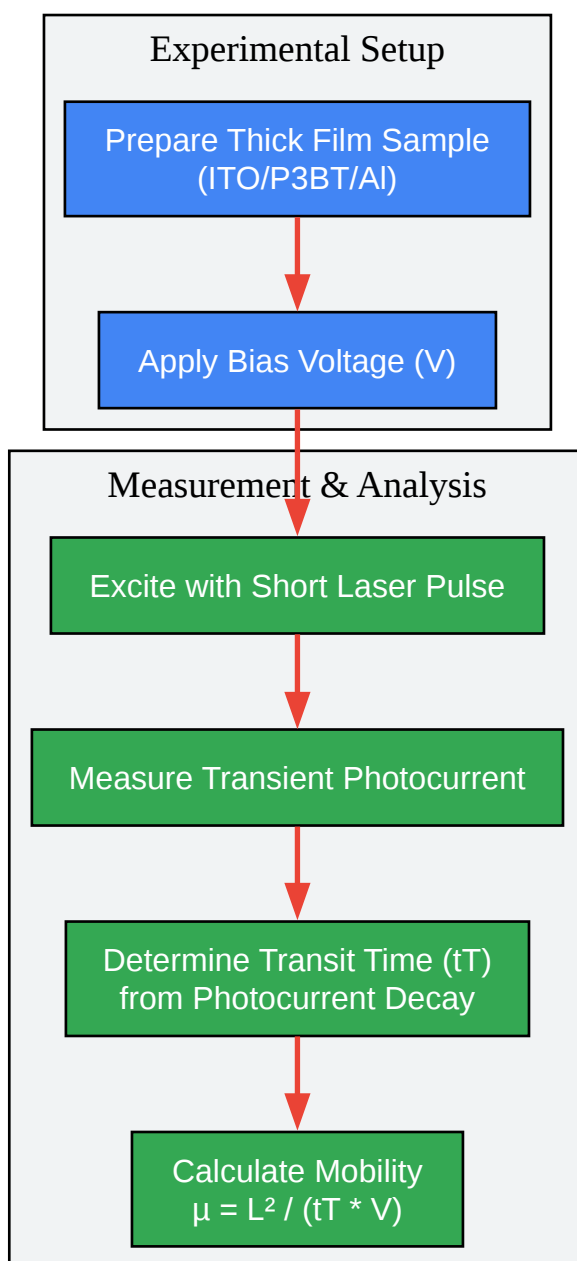 Experimental Setup
Prepare Thick Film Sample
(ITO/P3BT/Al)
Apply Bias Voltage (V)
Measurement & Analysis
Excite with Short Laser Pulse
Measure Transient Photocurrent
Determine Transit Time (tT)
from Photocurrent Decay
Calculate Mobility
μ = L² / (tT * V)